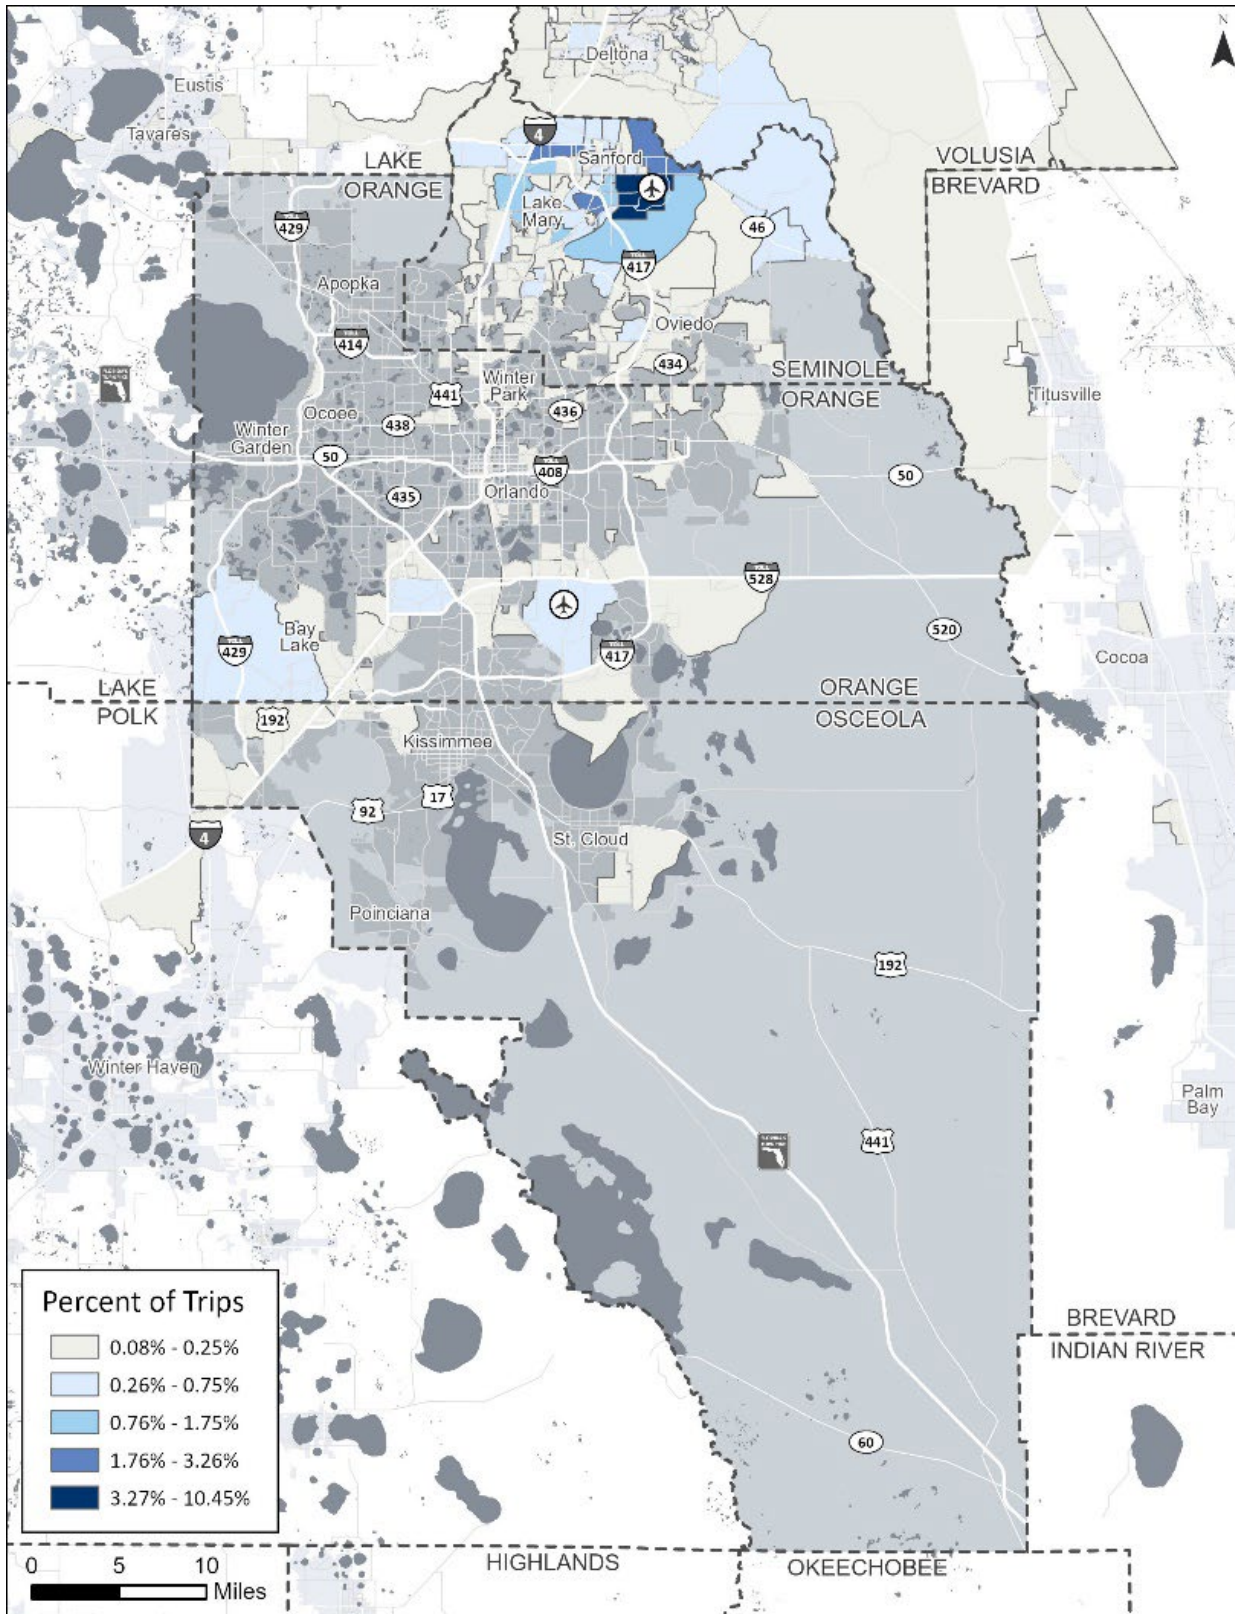 N
Deltona
Eustis
Tavares
4
LAKE
ORANGE
Sanford
VOLUSIA
BREVARD
Lake
Mary
429
46
TOLL
417
Apopka
TOLL
414
Oviedo
434
SEMINOLE
ORANGE
Winter
Park
441
Titusville
Ocoee
438
436
Winter
Garden
50
TOLL
408
50
435
Orlando
TOLL
528
Bay
Lake
429
417
520
Cocoa
LAKE
POLK
ORANGE
OSCEOLA
192
Kissimmee
17
92
4
St. Cloud
Poinciana
192
Winter Haven
Palm
Bay
441
BREVARD
INDIAN RIVER
60
Percent of Trips
0.08% - 0.25%
0.26% - 0.75%
0.76% - 1.75%
1.76% - 3.26%
3.27% - 10.45%
0 5 10
Miles
HIGHLANDS
OKEECHOBEE